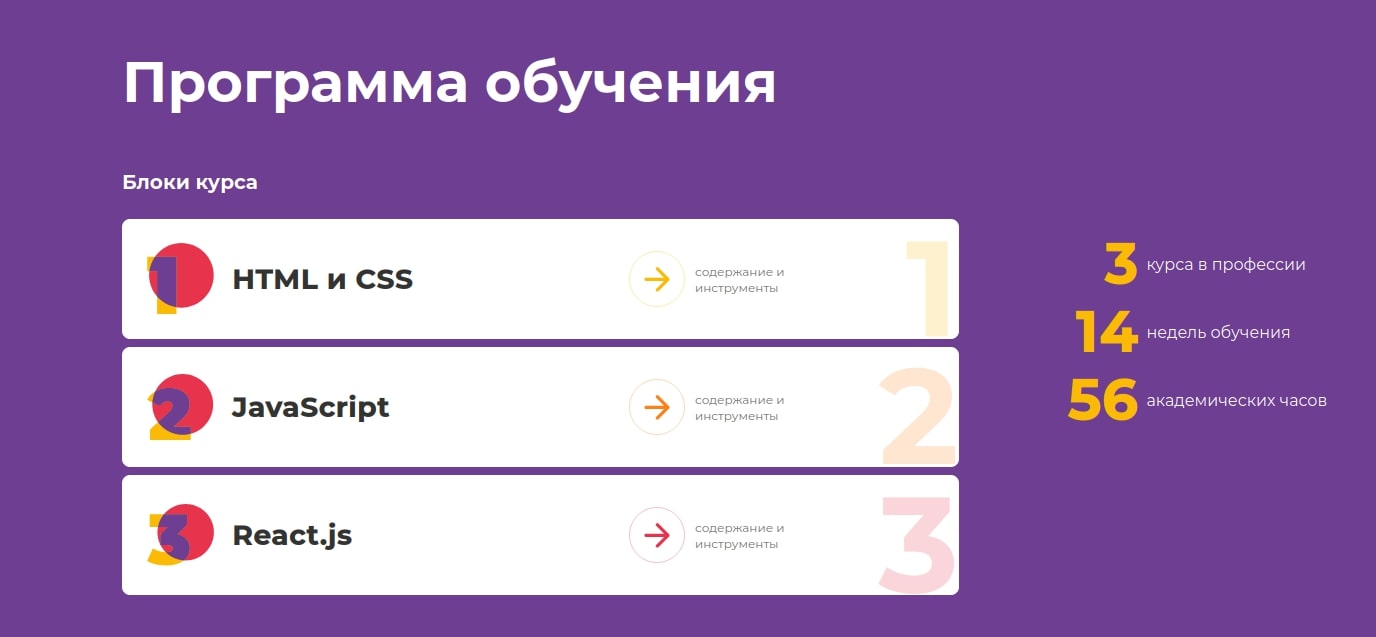 Программа обучения
Блоки курса
1
HTML и CSS
содержание и
инструменты
1
2
JavaScript
содержание и
инструменты
2
3
React.js
содержание и
инструменты
3
3 курса в профессии
14 недель обучения
56 академических часов